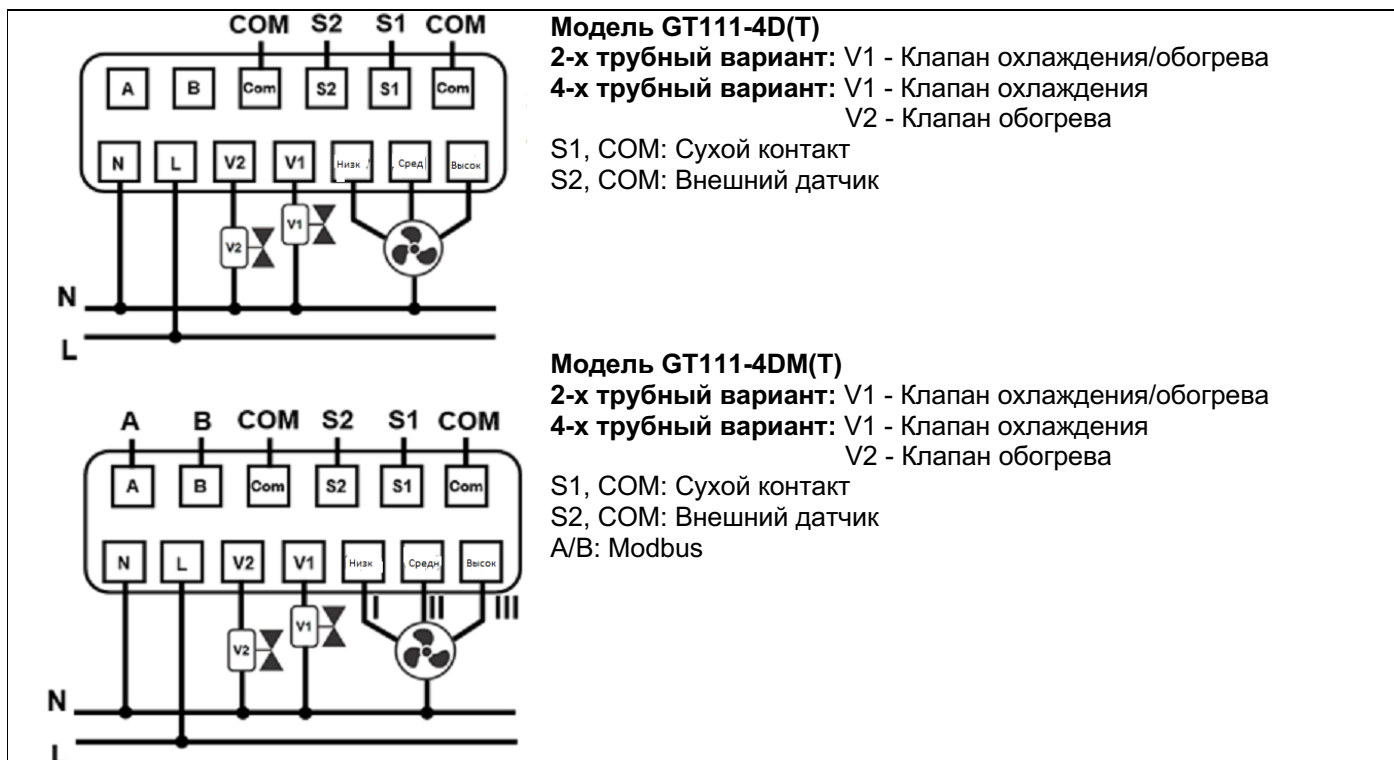 COM S2 S1 COM
A B Com S2 S1 Com
N L V2 V1 Низк Сред Высок
V1
V2
N
L
Модель GT111-4D(T)
2-х трубный вариант: V1 - Клапан охлаждения/обогрева
4-х трубный вариант: V1 - Клапан охлаждения
V2 - Клапан обогрева
S1, COM: Сухой контакт
S2, COM: Внешний датчик
A B COM S2 S1 COM
A B Com S2 S1 Com
N L V2 V1 Низк Средн Высок
I II III
V1
V2
N
L
Модель GT111-4DM(T)
2-х трубный вариант: V1 - Клапан охлаждения/обогрева
4-х трубный вариант: V1 - Клапан охлаждения
V2 - Клапан обогрева
S1, COM: Сухой контакт
S2, COM: Внешний датчик
A/B: Modbus